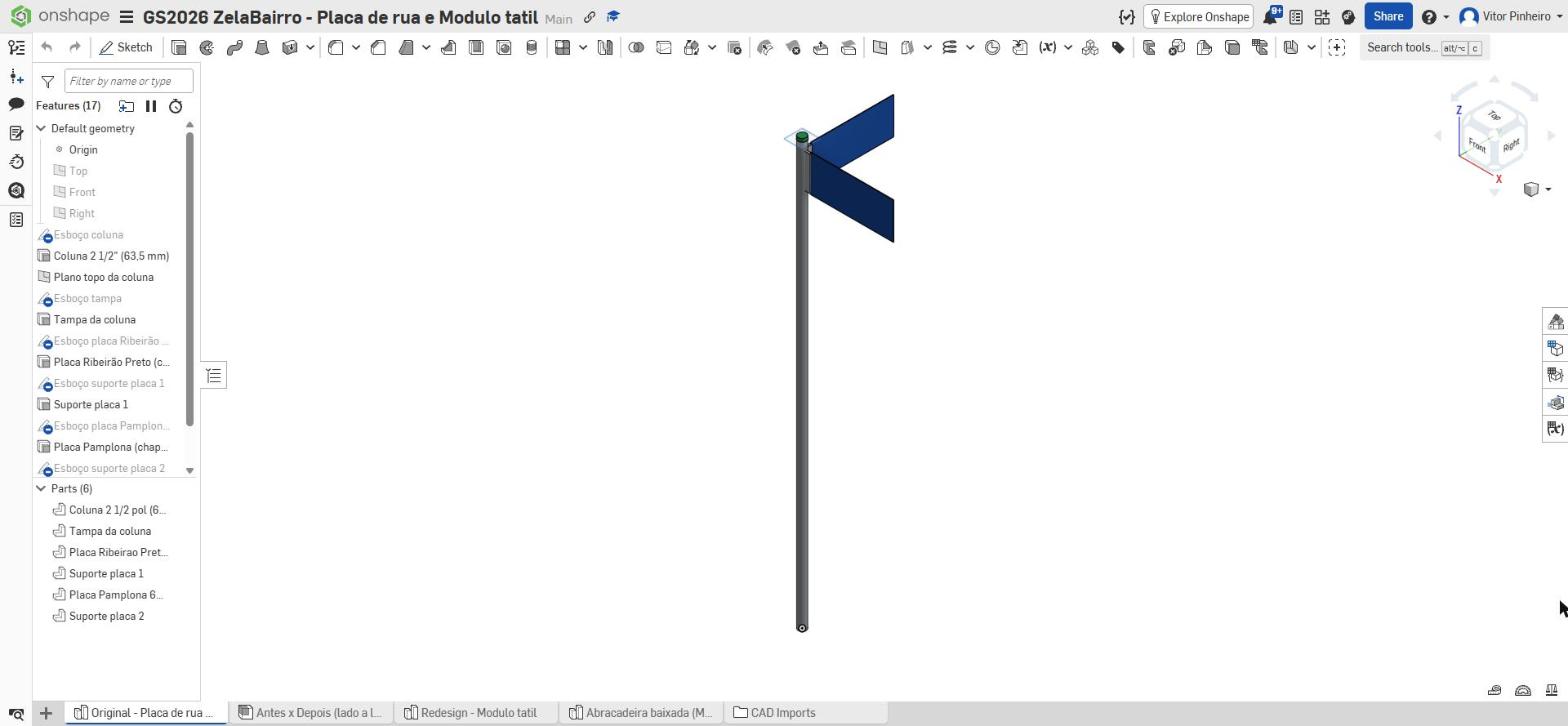 onshape GS2026 ZelaBairro - Placa de rua e Modulo tatil Main Explore Onshape 9+ Share Vitor Pinheiro
Sketch (x) Search tools... alt/⌥ c
Filter by name or type
Features (17)
Default geometry
Origin
Top
Front
Right
Esboço coluna
Coluna 2 1/2" (63,5 mm)
Plano topo da coluna
Esboço tampa
Tampa da coluna
Esboço placa Ribeirão ...
Placa Ribeirão Preto (c...
Esboço suporte placa 1
Suporte placa 1
Esboço placa Pamplon...
Placa Pamplona (chap...
Esboço suporte placa 2
Parts (6)
Coluna 2 1/2 pol (6...
Tampa da coluna
Placa Ribeirao Pret...
Suporte placa 1
Placa Pamplona 6...
Suporte placa 2
Z
Top
Front
Right
X
(x)
Original - Placa de rua ... Antes x Depois (lado a l... Redesign - Modulo tatil Abracadeira baixada (M... CAD Imports